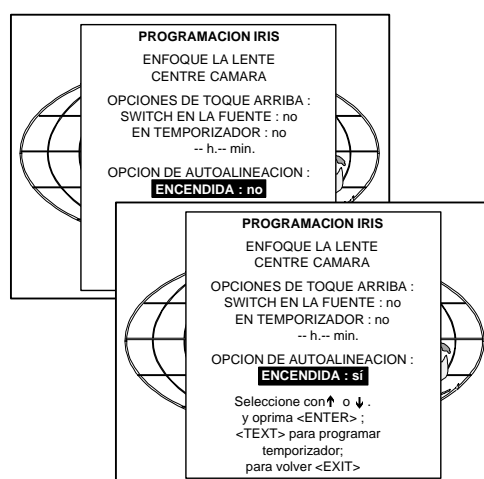 PROGRAMACION IRIS
ENFOQUE LA LENTE
CENTRE CAMARA
OPCIONES DE TOQUE ARRIBA :
SWITCH EN LA FUENTE : no
EN TEMPORIZADOR : no
-- h.-- min.
OPCION DE AUTOALINEACION :
ENCENDIDA : no
PROGRAMACION IRIS
ENFOQUE LA LENTE
CENTRE CAMARA
OPCIONES DE TOQUE ARRIBA :
SWITCH EN LA FUENTE : no
EN TEMPORIZADOR : no
-- h.-- min.
OPCION DE AUTOALINEACION :
ENCENDIDA : sí
Seleccione con↑ o ↓ .
y oprima <ENTER> ;
<TEXT> para programar
temporizador;
para volver <EXIT>